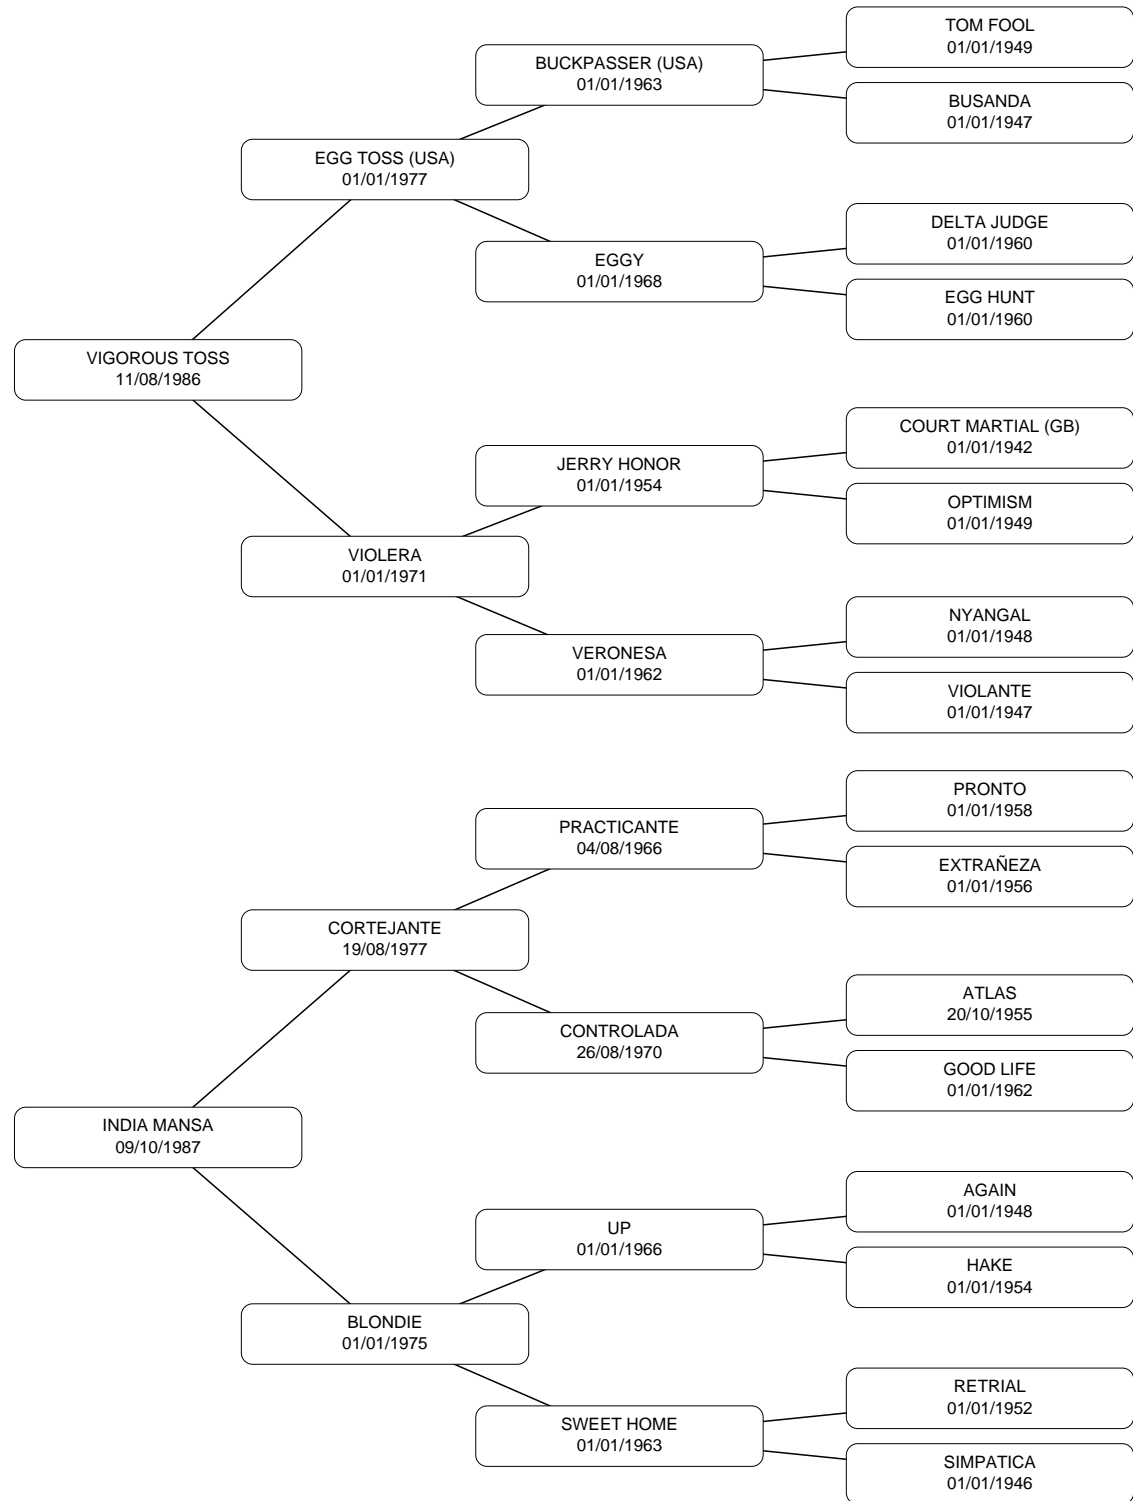 TOM FOOL
01/01/1949
BUCKPASSER (USA)
01/01/1963
BUSANDA
01/01/1947
EGG TOSS (USA)
01/01/1977
DELTA JUDGE
01/01/1960
EGGY
01/01/1968
EGG HUNT
01/01/1960
VIGOROUS TOSS
11/08/1986
COURT MARTIAL (GB)
01/01/1942
JERRY HONOR
01/01/1954
OPTIMISM
01/01/1949
VIOLERA
01/01/1971
NYANGAL
01/01/1948
VERONESA
01/01/1962
VIOLANTE
01/01/1947
PRONTO
01/01/1958
PRACTICANTE
04/08/1966
EXTRAÑEZA
01/01/1956
CORTEJANTE
19/08/1977
ATLAS
20/10/1955
CONTROLADA
26/08/1970
GOOD LIFE
01/01/1962
INDIA MANSA
09/10/1987
AGAIN
01/01/1948
UP
01/01/1966
HAKE
01/01/1954
BLONDIE
01/01/1975
RETRIAL
01/01/1952
SWEET HOME
01/01/1963
SIMPATICA
01/01/1946